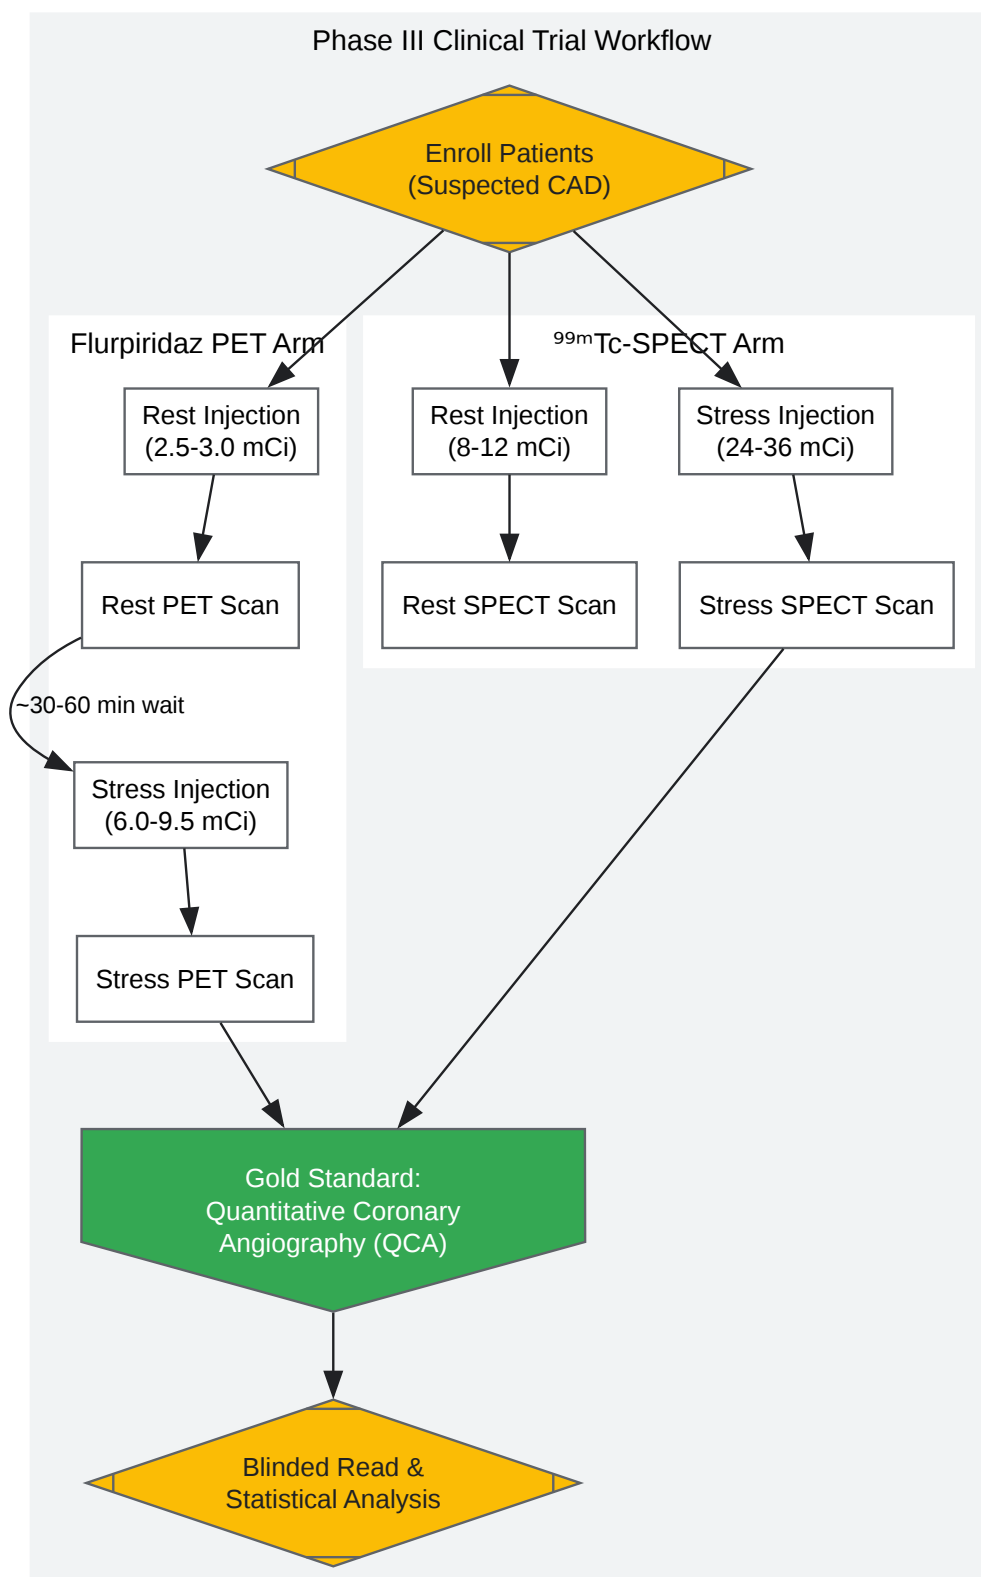 Phase III Clinical Trial Workflow
Enroll Patients
(Suspected CAD)
Flurpiridaz PET Arm
⁹⁹ᵐTc-SPECT Arm
Rest Injection
(2.5-3.0 mCi)
Rest Injection
(8-12 mCi)
Stress Injection
(24-36 mCi)
Rest PET Scan
Rest SPECT Scan
Stress SPECT Scan
~30-60 min wait
Stress Injection
(6.0-9.5 mCi)
Stress PET Scan
Gold Standard:
Quantitative Coronary
Angiography (QCA)
Blinded Read &
Statistical Analysis